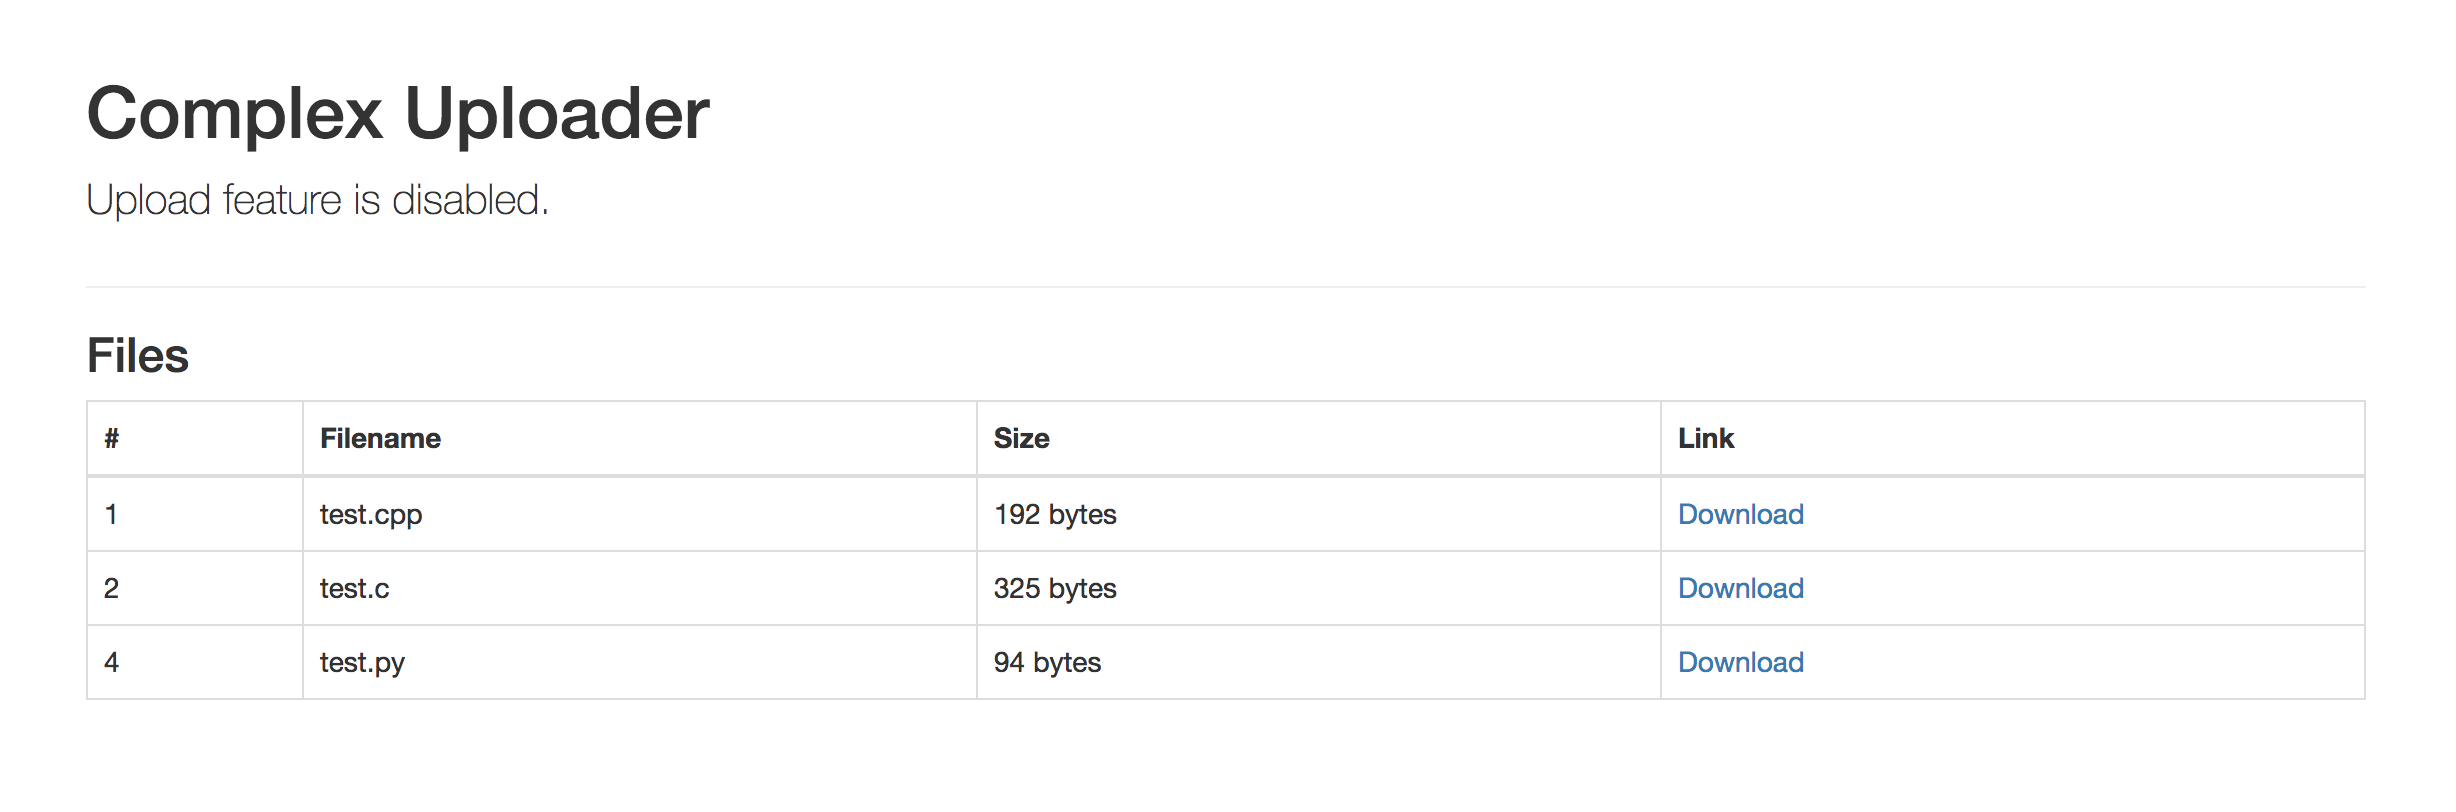 Complex Uploader
Upload feature is disabled.
Files
# Filename Size Link
1 test.cpp 192 bytes Download
2 test.c 325 bytes Download
4 test.py 94 bytes Download